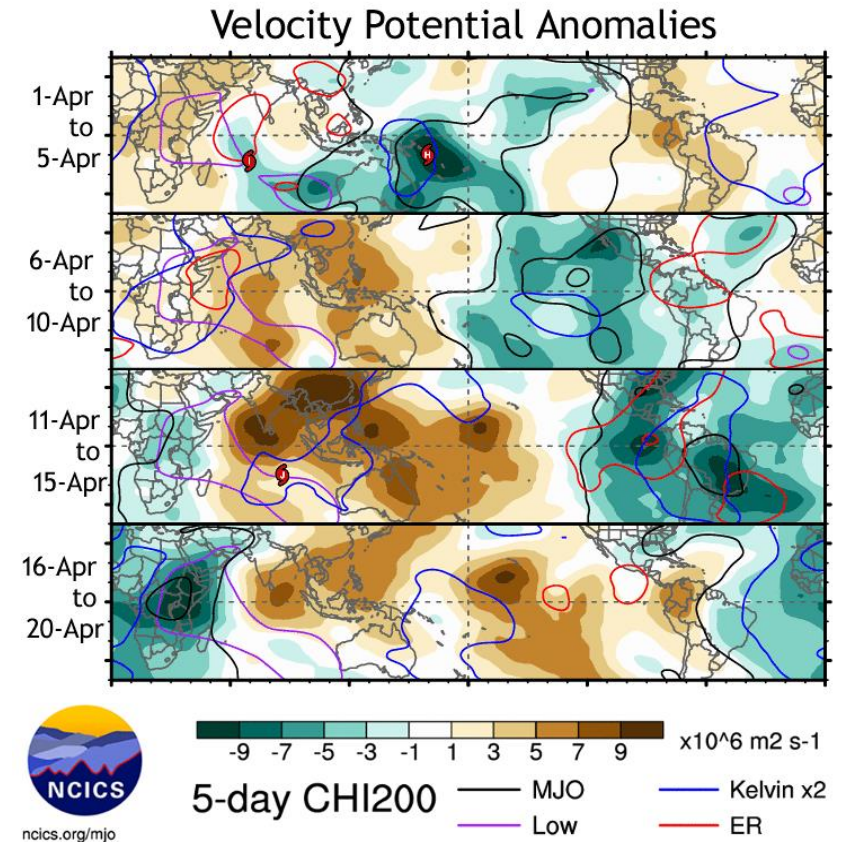 Velocity Potential Anomalies
1-Apr
to
5-Apr
I
H
6-Apr
to
10-Apr
11-Apr
to
15-Apr
J
16-Apr
to
20-Apr
-9 -7 -5 -3 -1 1 3 5 7 9
x10^6 m2 s-1
NCICS
ncics.org/mjo
5-day CHI200
MJO
Kelvin x2
Low
ER